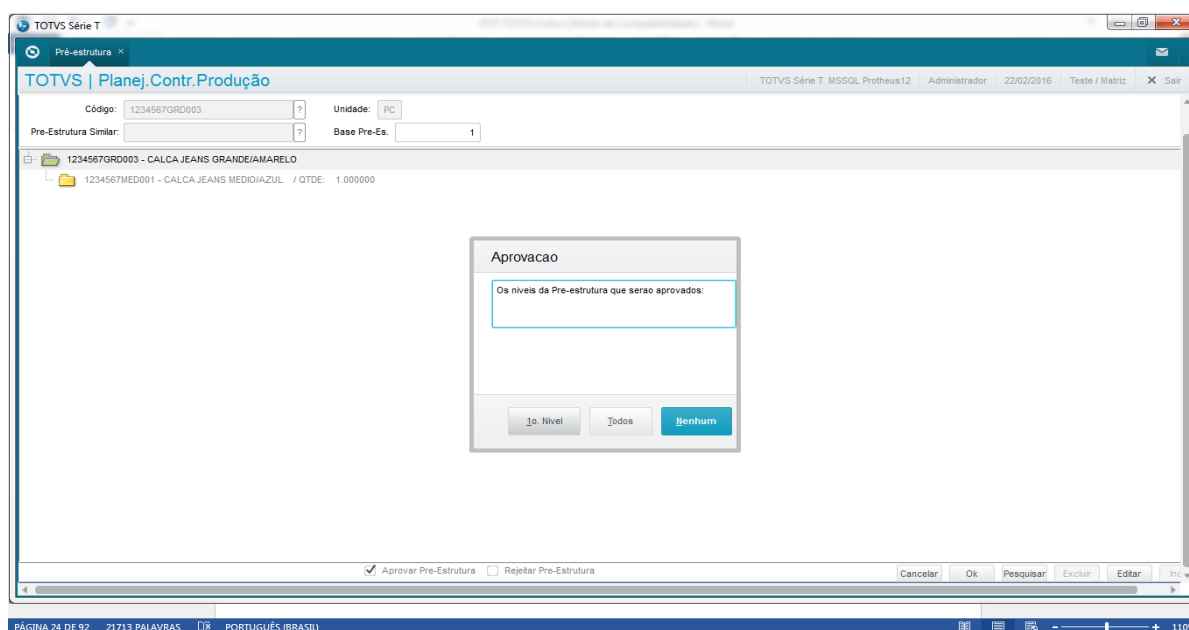 TOTVS Série T
Pré-estrutura ×
TOTVS | Planej.Contr.Produção
TOTVS Série T MSSQL Protheus12 Administrador 22/02/2016 Teste / Matriz X Sair
Código: 1234567GRD003 ? Unidade: PC
Pre-Estrutura Similar: ? Base Pre-Es. 1
1234567GRD003 - CALCA JEANS GRANDE/AMARELO
1234567MED001 - CALCA JEANS MEDIO/AZUL / QTDE: 1.000000
Aprovacao
Os niveis da Pre-estrutura que serao aprovados:
1o. Nivel Todos Nenhum
Aprovar Pre-Estrutura Rejeitar Pre-Estrutura
Cancelar Ok Pesquisar Excluir Editar
PÁGINA 24 DE 92 21713 PALAVRAS PORTUGUÊS (BRASIL) - + 110